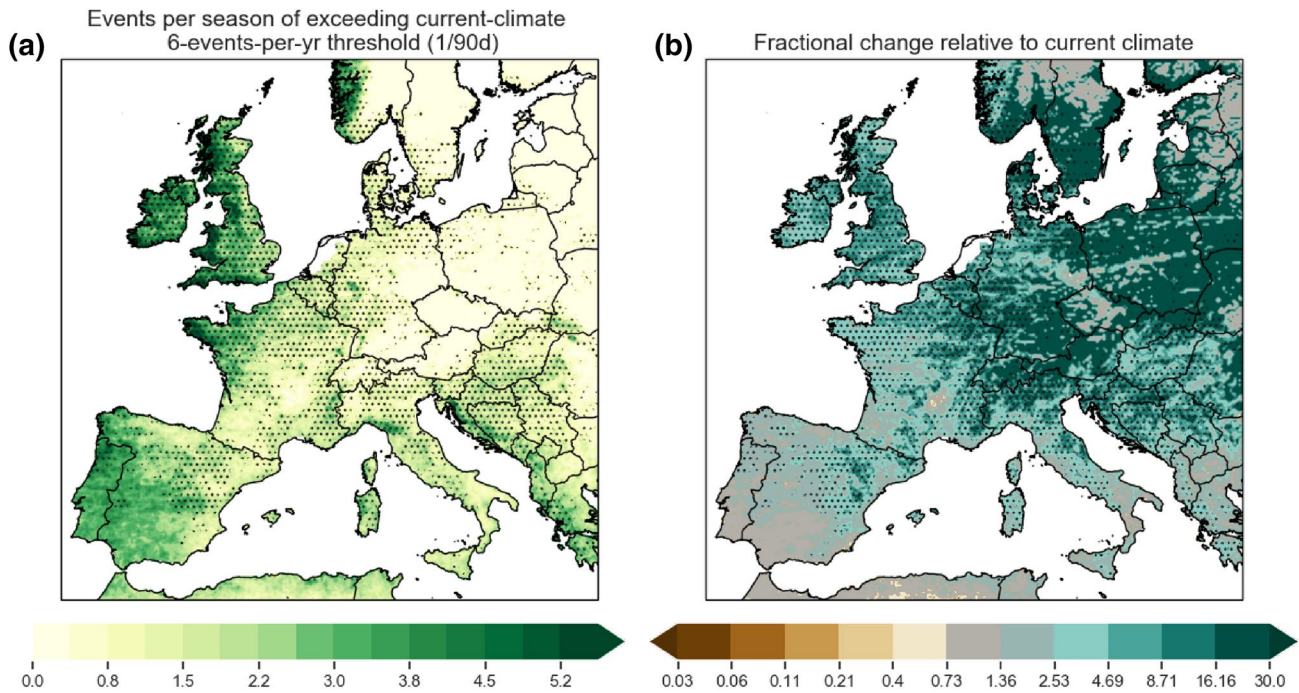 (a)
Events per season of exceeding current-climate
6-events-per-yr threshold (1/90d)
(b)
Fractional change relative to current climate
0.0 0.8 1.5 2.2 3.0 3.8 4.5 5.2
0.03 0.06 0.11 0.21 0.4 0.73 1.36 2.53 4.69 8.71 16.16 30.0